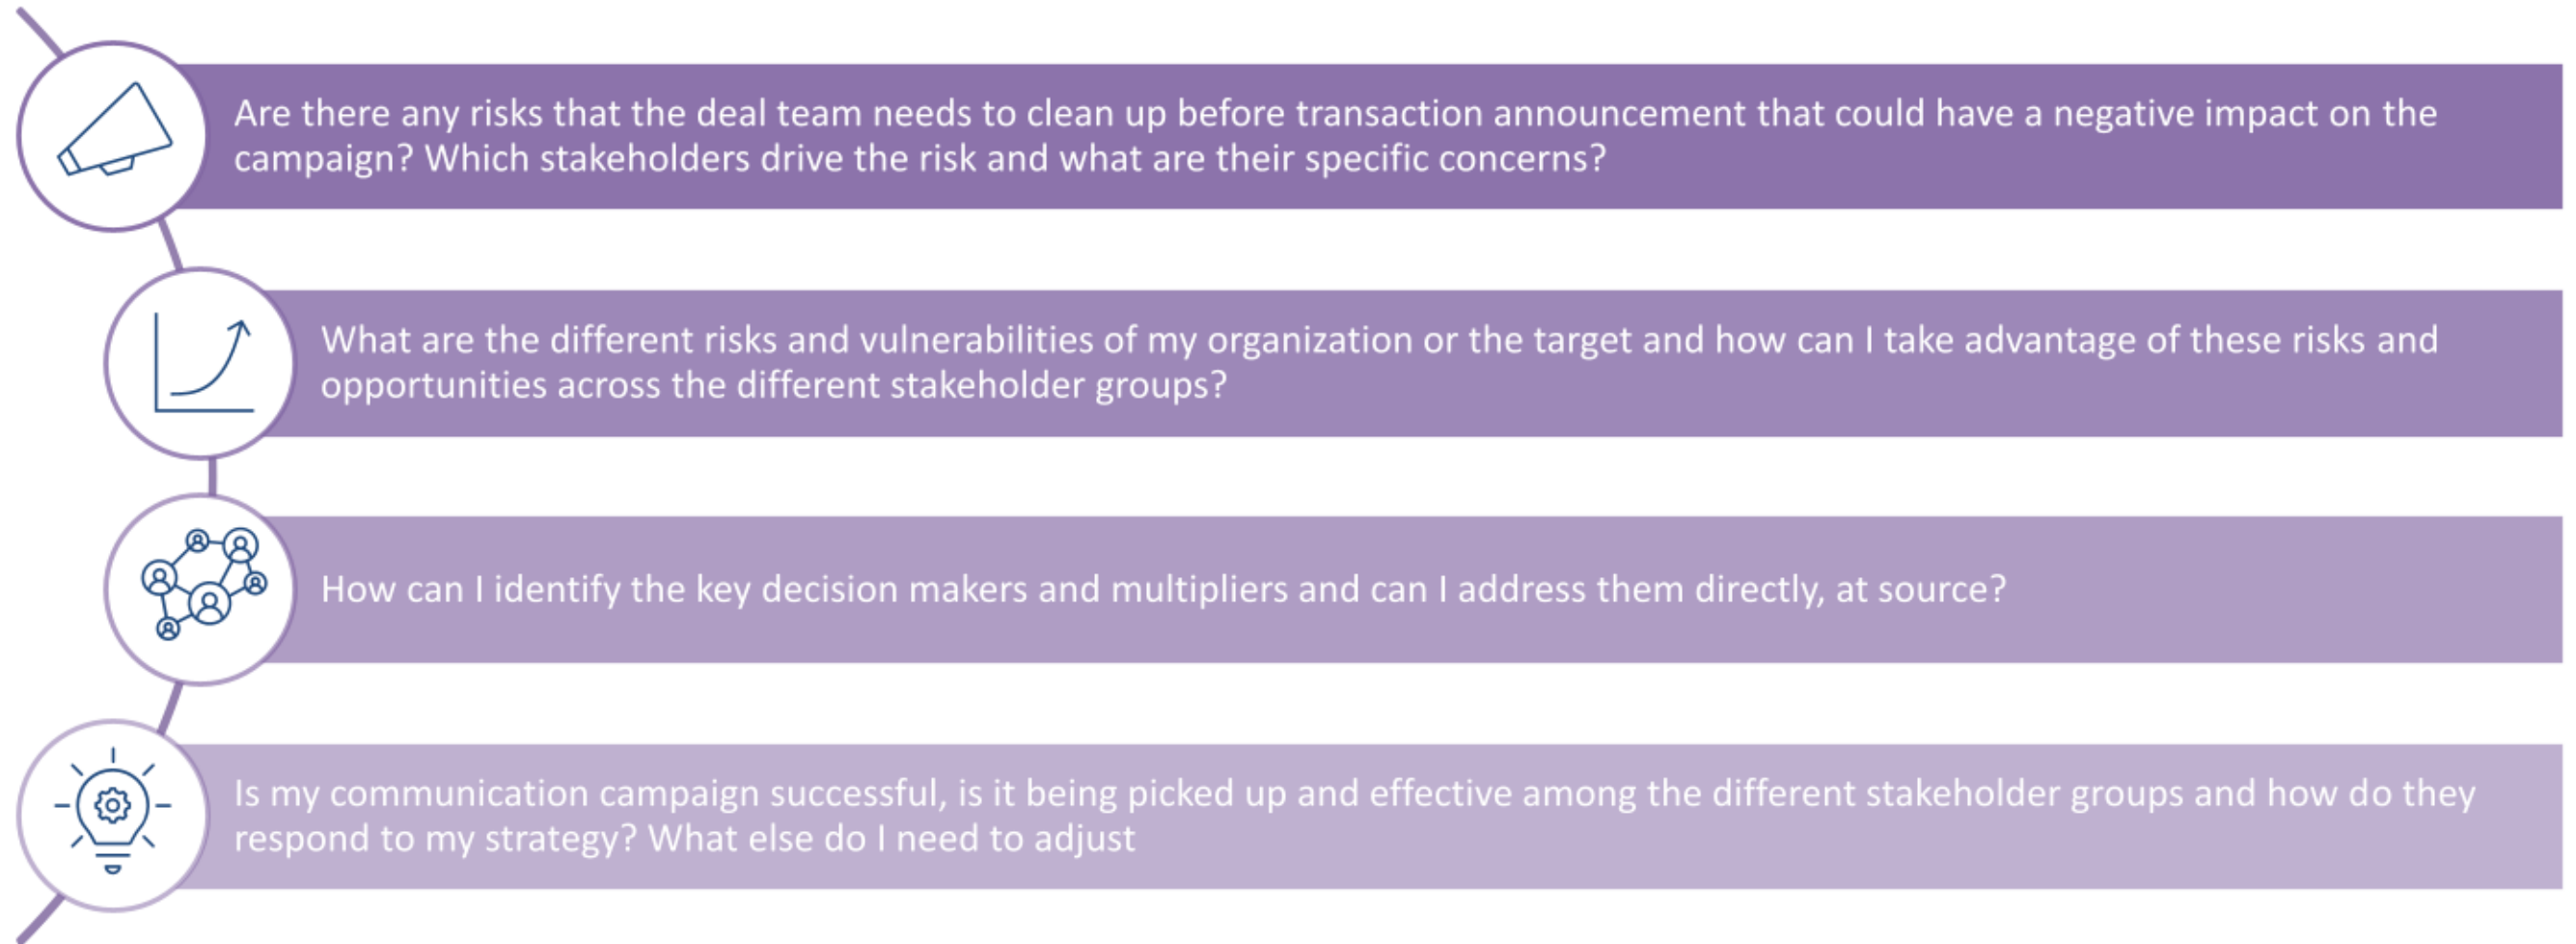 Are there any risks that the deal team needs to clean up before transaction announcement that could have a negative impact on the
campaign? Which stakeholders drive the risk and what are their specific concerns?
What are the different risks and vulnerabilities of my organization or the target and how can I take advantage of these risks and
opportunities across the different stakeholder groups?
How can I identify the key decision makers and multipliers and can I address them directly, at source?
Is my communication campaign successful, is it being picked up and effective among the different stakeholder groups and how do they
respond to my strategy? What else do I need to adjust